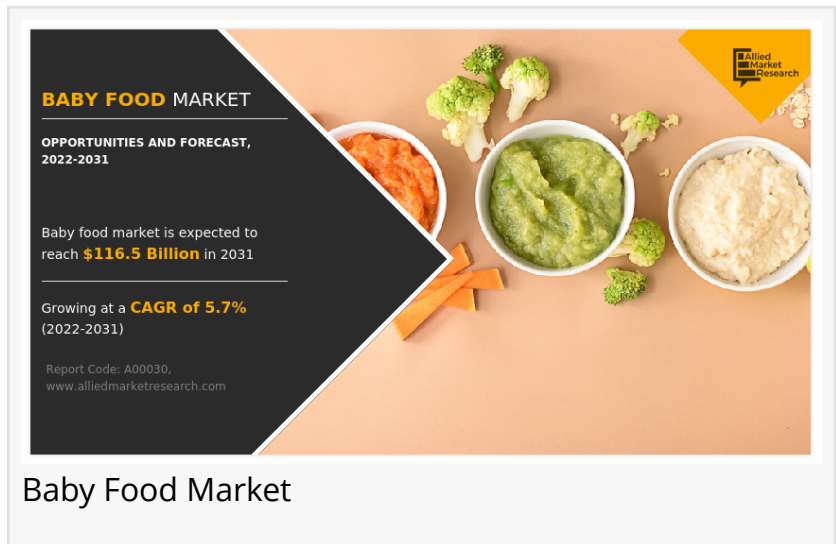 BABY FOOD MARKET
OPPORTUNITIES AND FORECAST,
2022-2031
Baby food market is expected to
reach $116.5 Billion in 2031
Growing at a CAGR of 5.7%
(2022-2031)
Report Code: A00030,
www.alliedmarketresearch.com
Allied
Market
Research
Baby Food Market